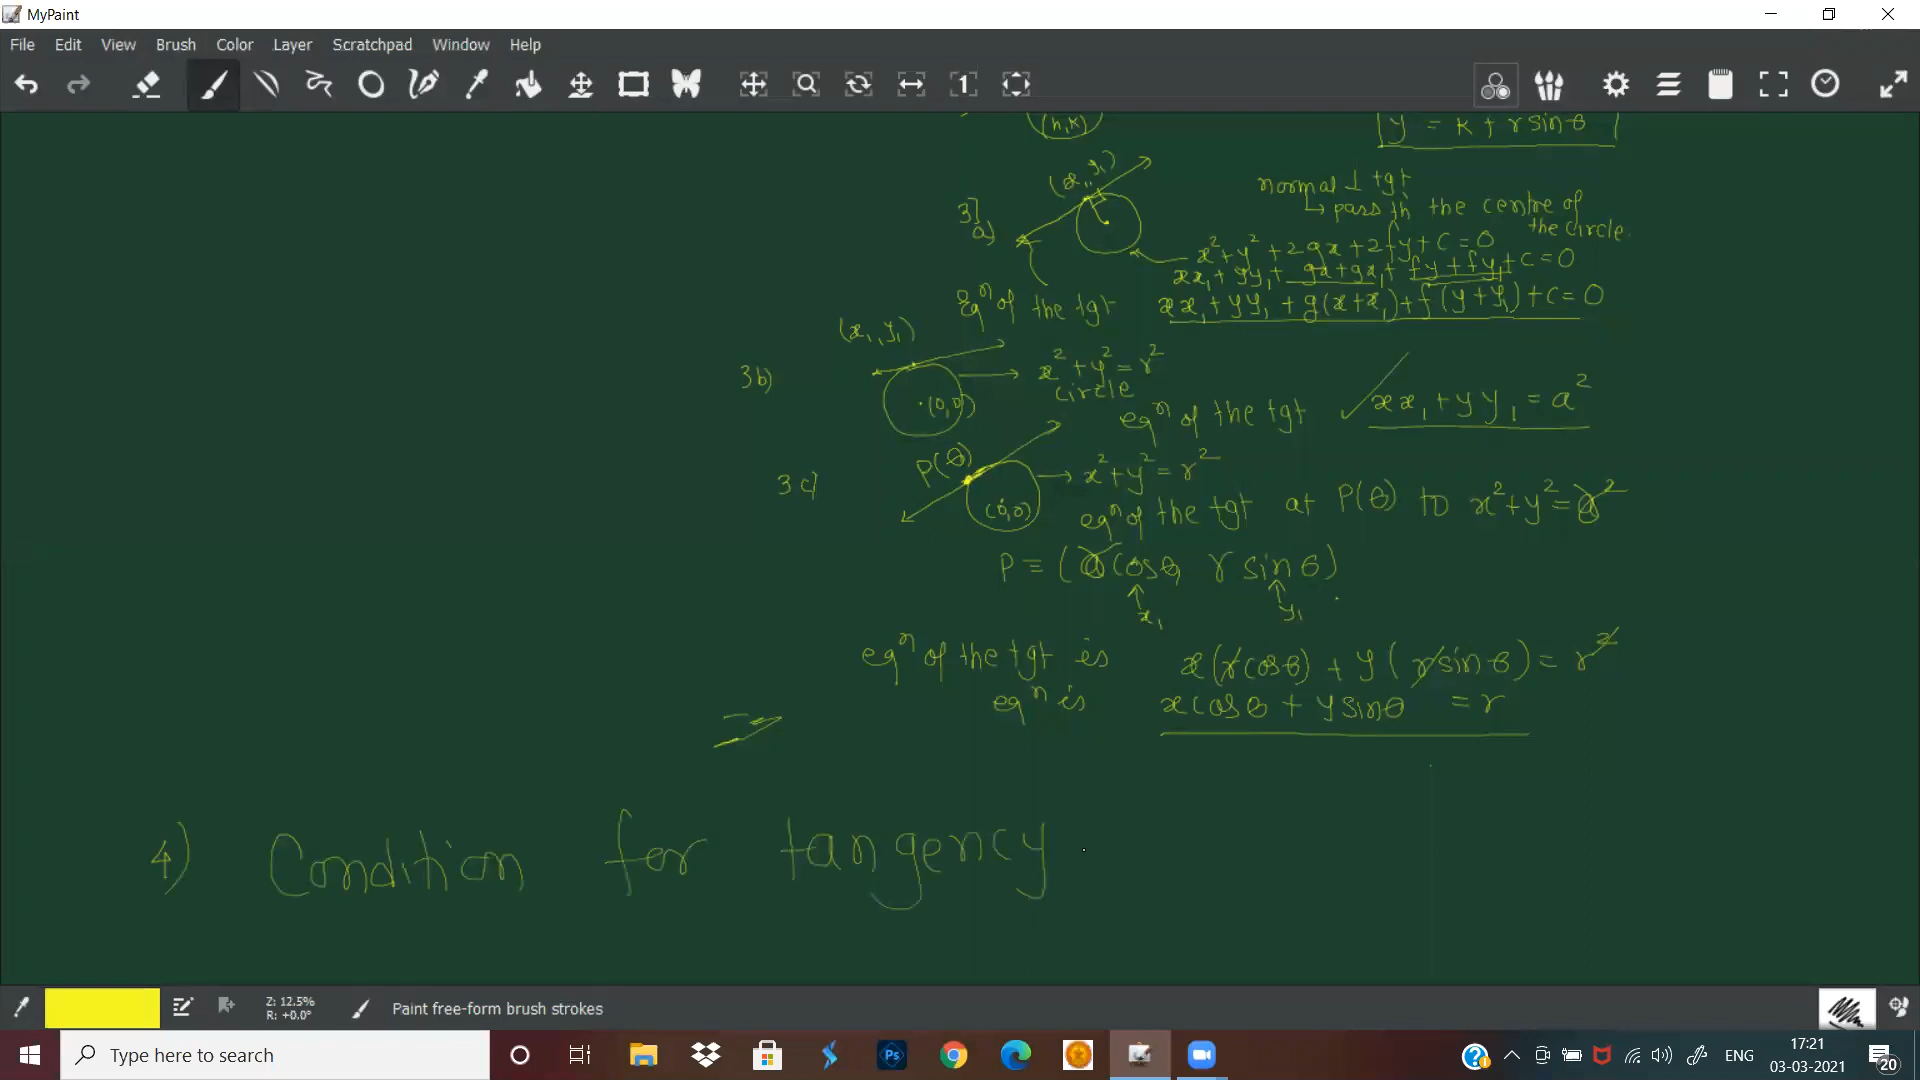 MyPaint
File Edit View Brush Color Layer Scratchpad Window Help
(h,k)
y = k + r sin θ
(x₁,y₁)
normal ⊥ tgt
↳ pass th the centre of
the circle.
3]
a)
x² + y² + 2gx + 2fy + c = 0
xx₁ + yy₁ + gx + gx₁ + fy + fy₁ + c = 0
eqⁿ of the tgt xx₁ + yy₁ + g(x + x₁) + f(y + y₁) + c = 0
(x₁, y₁)
3b)
x² + y² = r²
circle
(0,0)
eqⁿ of the tgt ✓ xx₁ + yy₁ = a²
P(θ)
3c)
x² + y² = r²
(0,0)
eqⁿ of the tgt at P(θ) to x² + y² = a²
P ≡ (a cosθ, r sin θ)
x₁ y₁
eqⁿ of the tgt is x(r cosθ) + y(r sin θ) = r²
eqⁿ is x cos θ + y sin θ = r
4) Condition for tangency
Z: 12.5%
R: +0.0°
Paint free-form brush strokes
Type here to search
Ps
ENG
17:21
03-03-2021
20